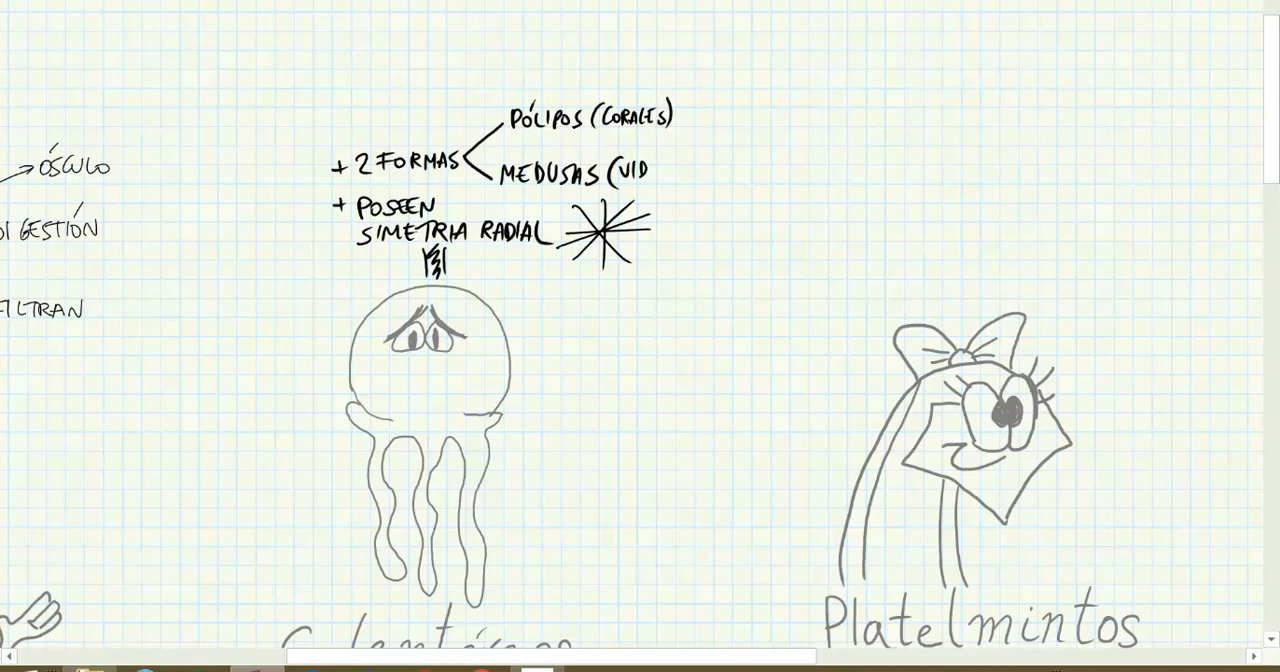 PÓLIPOS (CORALES)
+ 2 FORMAS
MEDUSAS (VID
+ POSEEN
SIMETRIA RADIAL
ÓSCULO
DIGESTIÓN
FILTRAN
Platelmintos